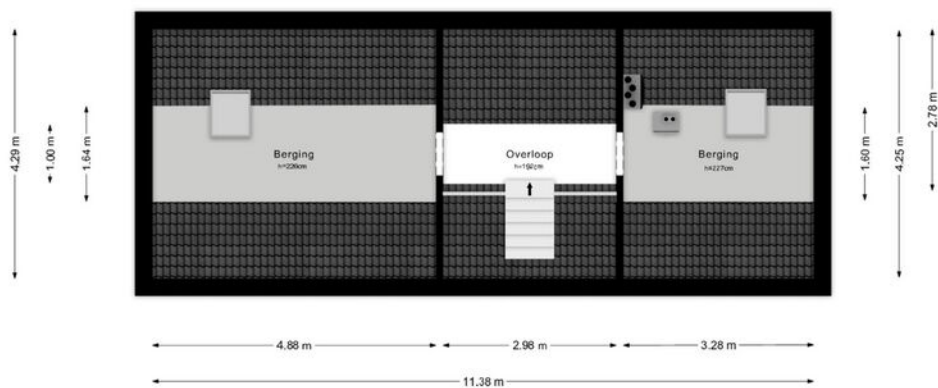 4.29 m
1.00 m
1.64 m
Berging
h=226cm
Overloop
h=192cm
Berging
h=227cm
1.60 m
4.25 m
2.78 m
4.88 m
2.98 m
3.28 m
11.38 m